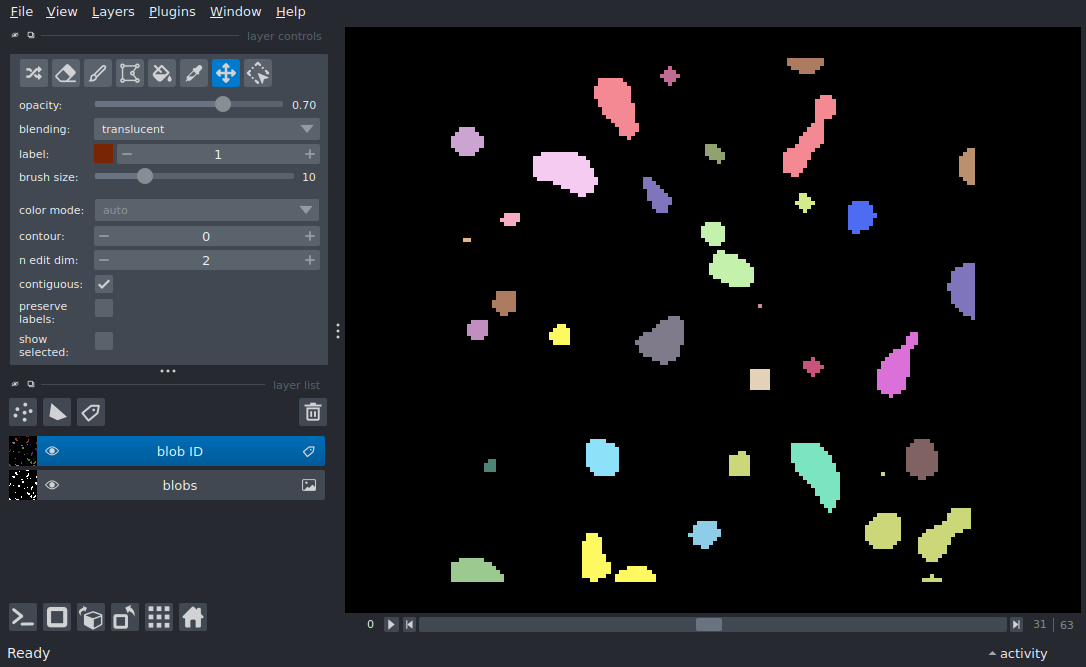 File View Layers Plugins Window Help
layer controls
opacity: 0.70
blending: translucent
label: 1
brush size: 10
color mode: auto
contour: 0
n edit dim: 2
contiguous:
preserve
labels:
show
selected:
layer list
blob ID
blobs
0 31 63
Ready activity